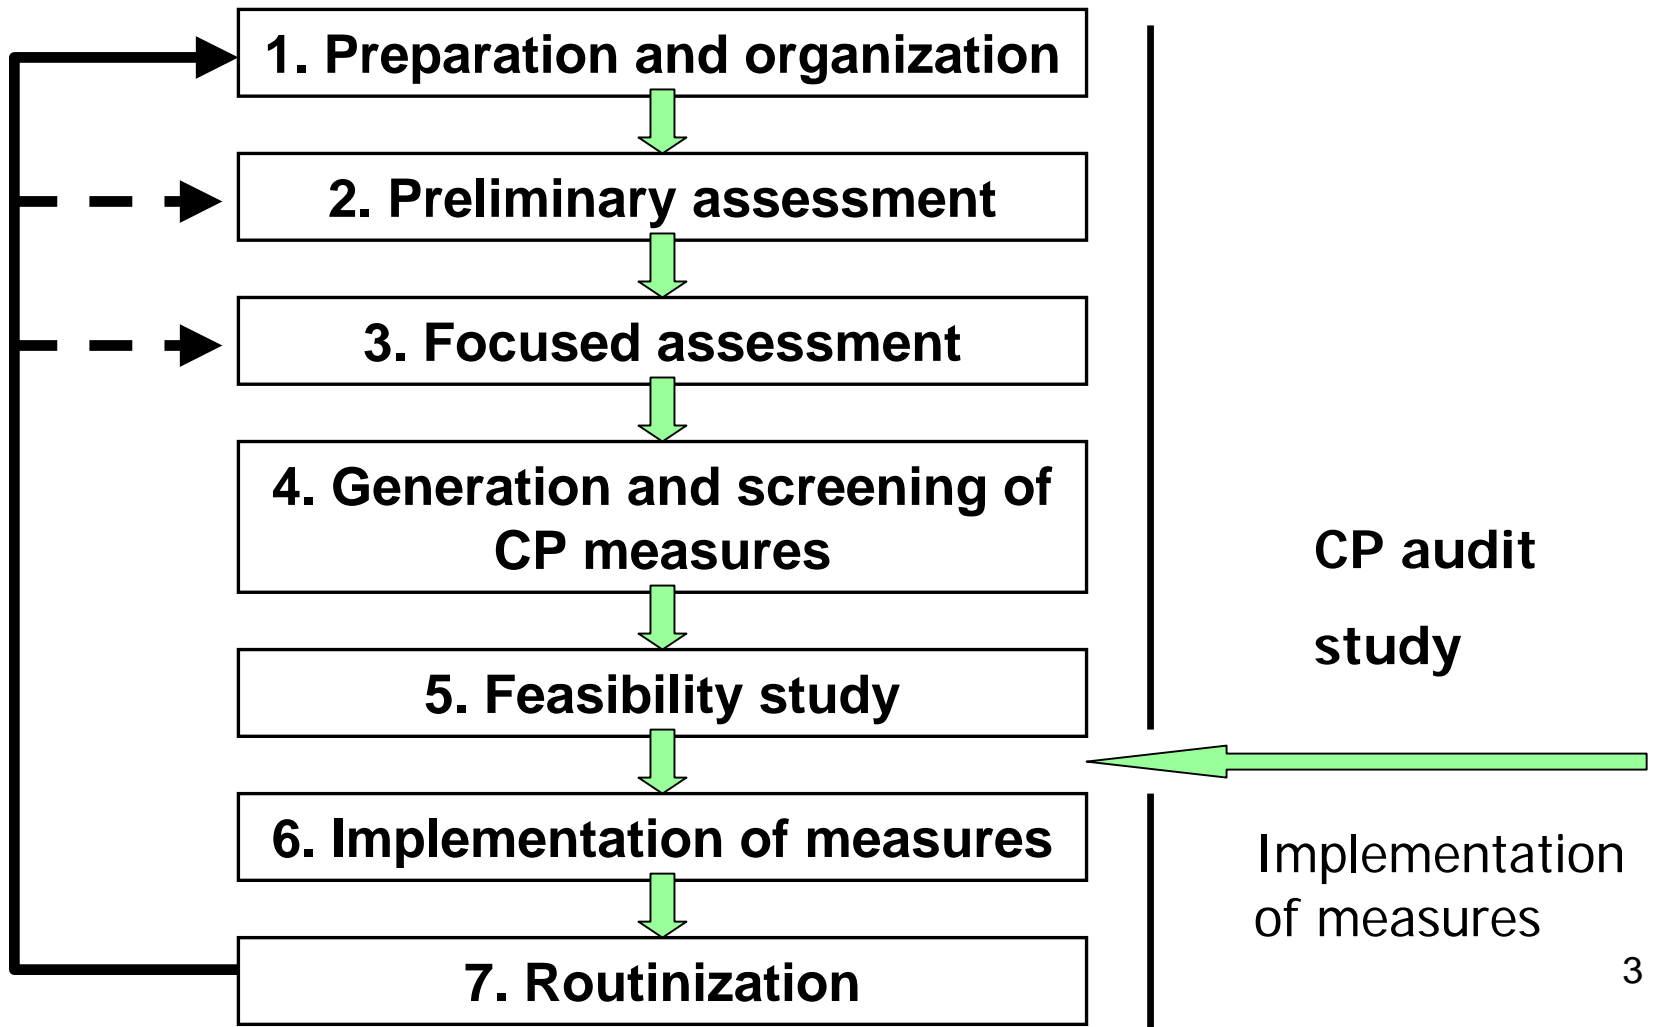 1. Preparation and organization
2. Preliminary assessment
3. Focused assessment
4. Generation and screening of
CP measures
5. Feasibility study
6. Implementation of measures
7. Routinization
CP audit
study
Implementation
of measures
3